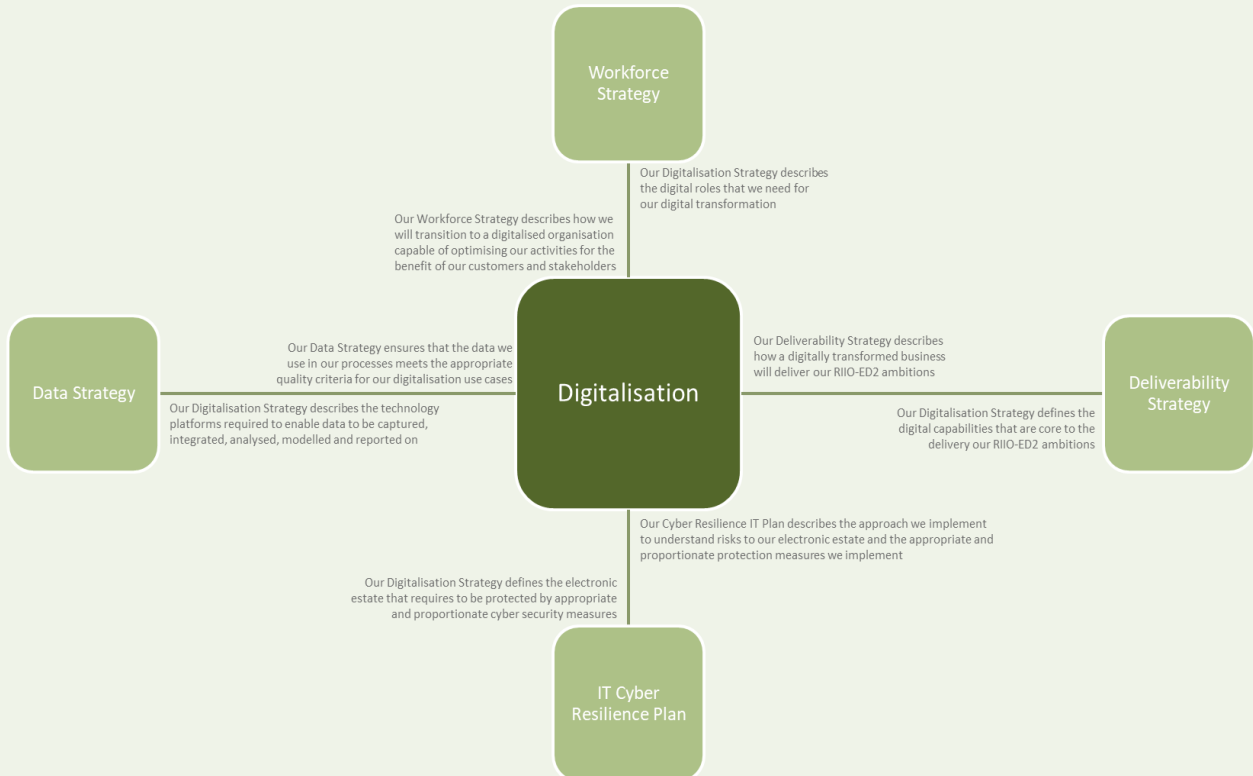 Workforce
Strategy
Our Digitalisation Strategy describes
the digital roles that we need for
our digital transformation
Our Workforce Strategy describes how we
will transition to a digitalised organisation
capable of optimising our activities for the
benefit of our customers and stakeholders
Data Strategy
Our Data Strategy ensures that the data we
use in our processes meets the appropriate
quality criteria for our digitalisation use cases
Our Digitalisation Strategy describes the technology
platforms required to enable data to be captured,
integrated, analysed, modelled and reported on
Digitalisation
Our Deliverability Strategy describes
how a digitally transformed business
will deliver our RIIO-ED2 ambitions
Our Digitalisation Strategy defines the
digital capabilities that are core to the
delivery our RIIO-ED2 ambitions
Deliverability
Strategy
Our Cyber Resilience IT Plan describes the approach we implement
to understand risks to our electronic estate and the appropriate and
proportionate protection measures we implement
Our Digitalisation Strategy defines the electronic
estate that requires to be protected by appropriate
and proportionate cyber security measures
IT Cyber
Resilience Plan